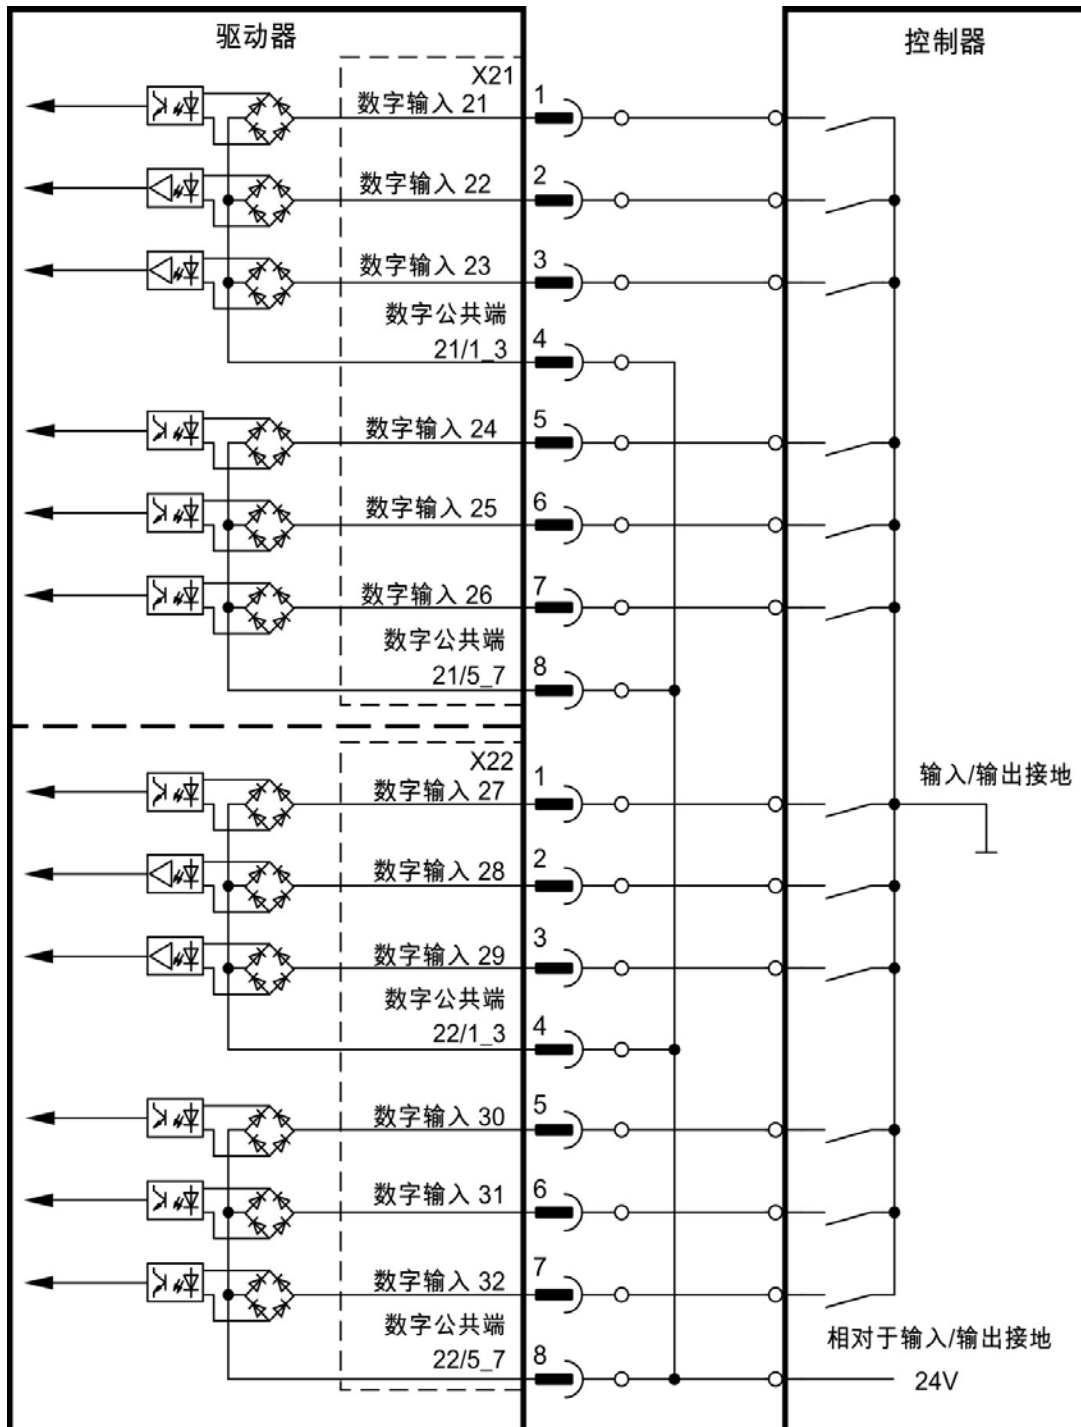 驱动器
控制器
X21
数字输入 21
1
数字输入 22
2
数字输入 23
3
数字公共端
21/1_3
4
数字输入 24
5
数字输入 25
6
数字输入 26
7
数字公共端
21/5_7
8
X22
数字输入 27
1
输入/输出接地
数字输入 28
2
数字输入 29
3
数字公共端
22/1_3
4
数字输入 30
5
数字输入 31
6
数字输入 32
7
数字公共端
22/5_7
8
相对于输入/输出接地
24V